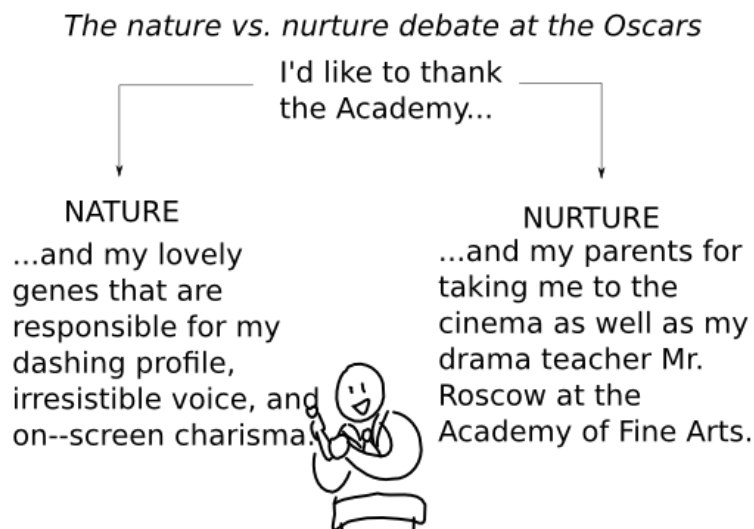 The nature vs. nurture debate at the Oscars
I'd like to thank
the Academy...
NATURE
...and my lovely
genes that are
responsible for my
dashing profile,
irresistible voice, and
on--screen charisma.
NURTURE
...and my parents for
taking me to the
cinema as well as my
drama teacher Mr.
Roscow at the
Academy of Fine Arts.